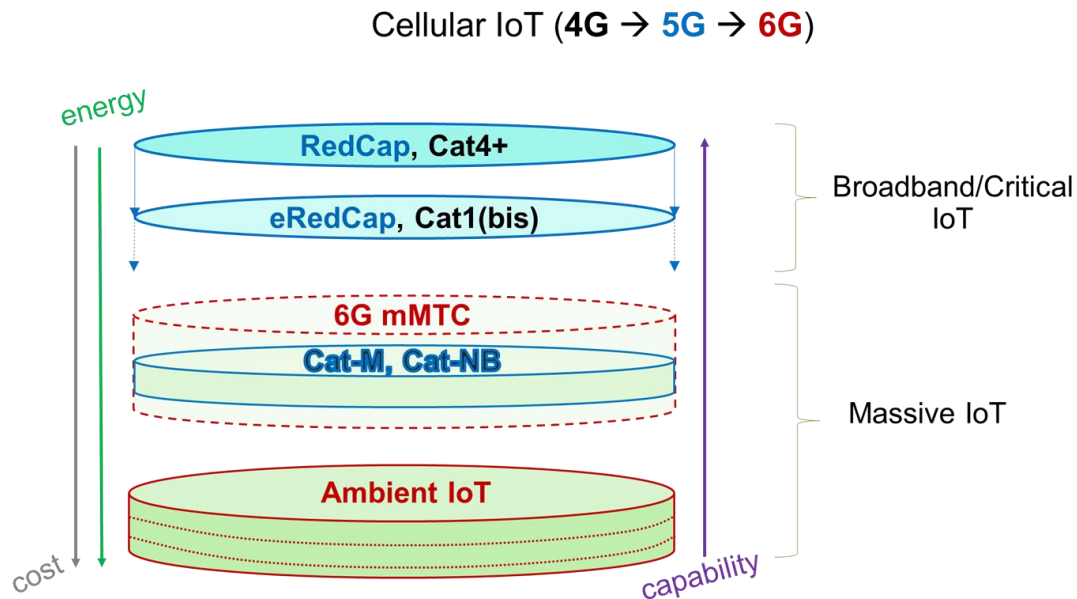 Cellular IoT (4G → 5G → 6G)
energy
RedCap, Cat4+
eRedCap, Cat1(bis)
Broadband/Critical
IoT
6G mMTC
Cat-M, Cat-NB
Massive IoT
Ambient IoT
cost
capability